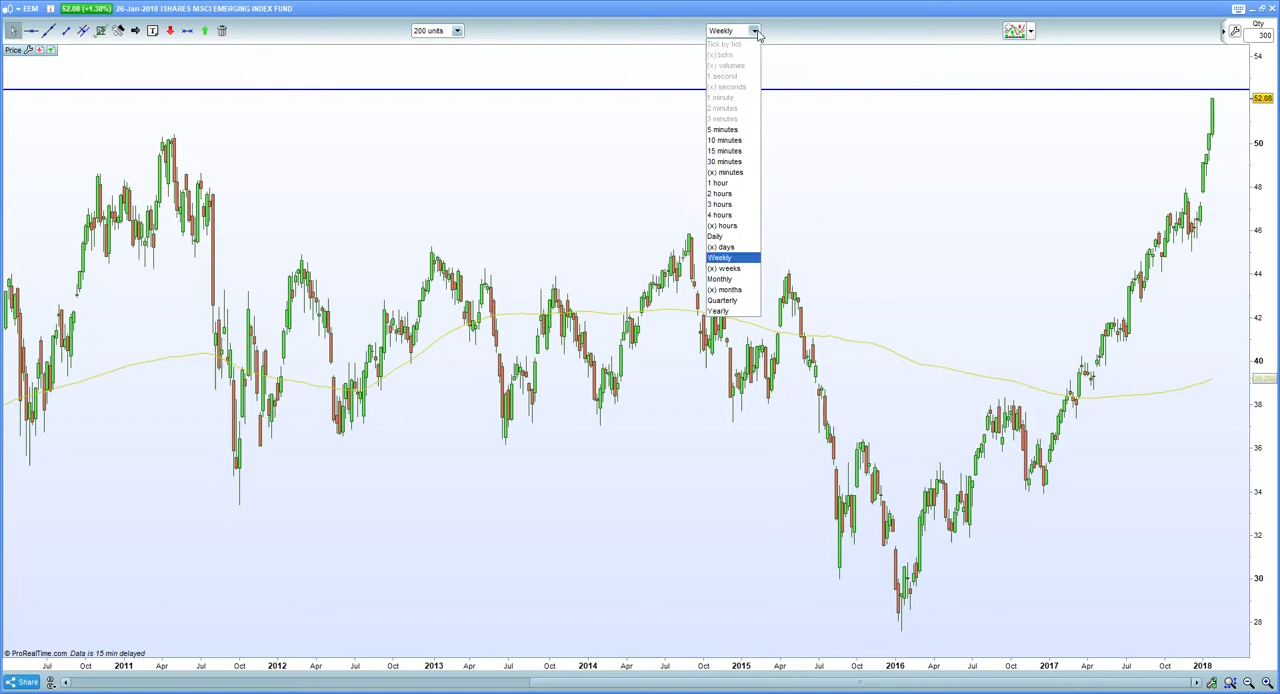 EEM 52.08 (+1.38%) 26-Jan-2018 ISHARES MSCI EMERGING INDEX FUND
200 units
Weekly
Qty
300
Price
Tick by tick
(x) ticks
(x) volumes
1 second
(x) seconds
1 minute
2 minutes
3 minutes
5 minutes
10 minutes
15 minutes
30 minutes
(x) minutes
1 hour
2 hours
3 hours
4 hours
(x) hours
Daily
(x) days
Weekly
(x) weeks
Monthly
(x) months
Quarterly
Yearly
54
52.08
50
48
46
44
42
40
38
36
34
32
30
28
© ProRealTime.com Data is 15 min delayed
Jul Oct 2011 Apr Jul Oct 2012 Apr Jul Oct 2013 Apr Jul Oct 2014 Apr Jul Oct 2015 Apr Jul Oct 2016 Apr Jul Oct 2017 Apr Jul Oct 2018
Share